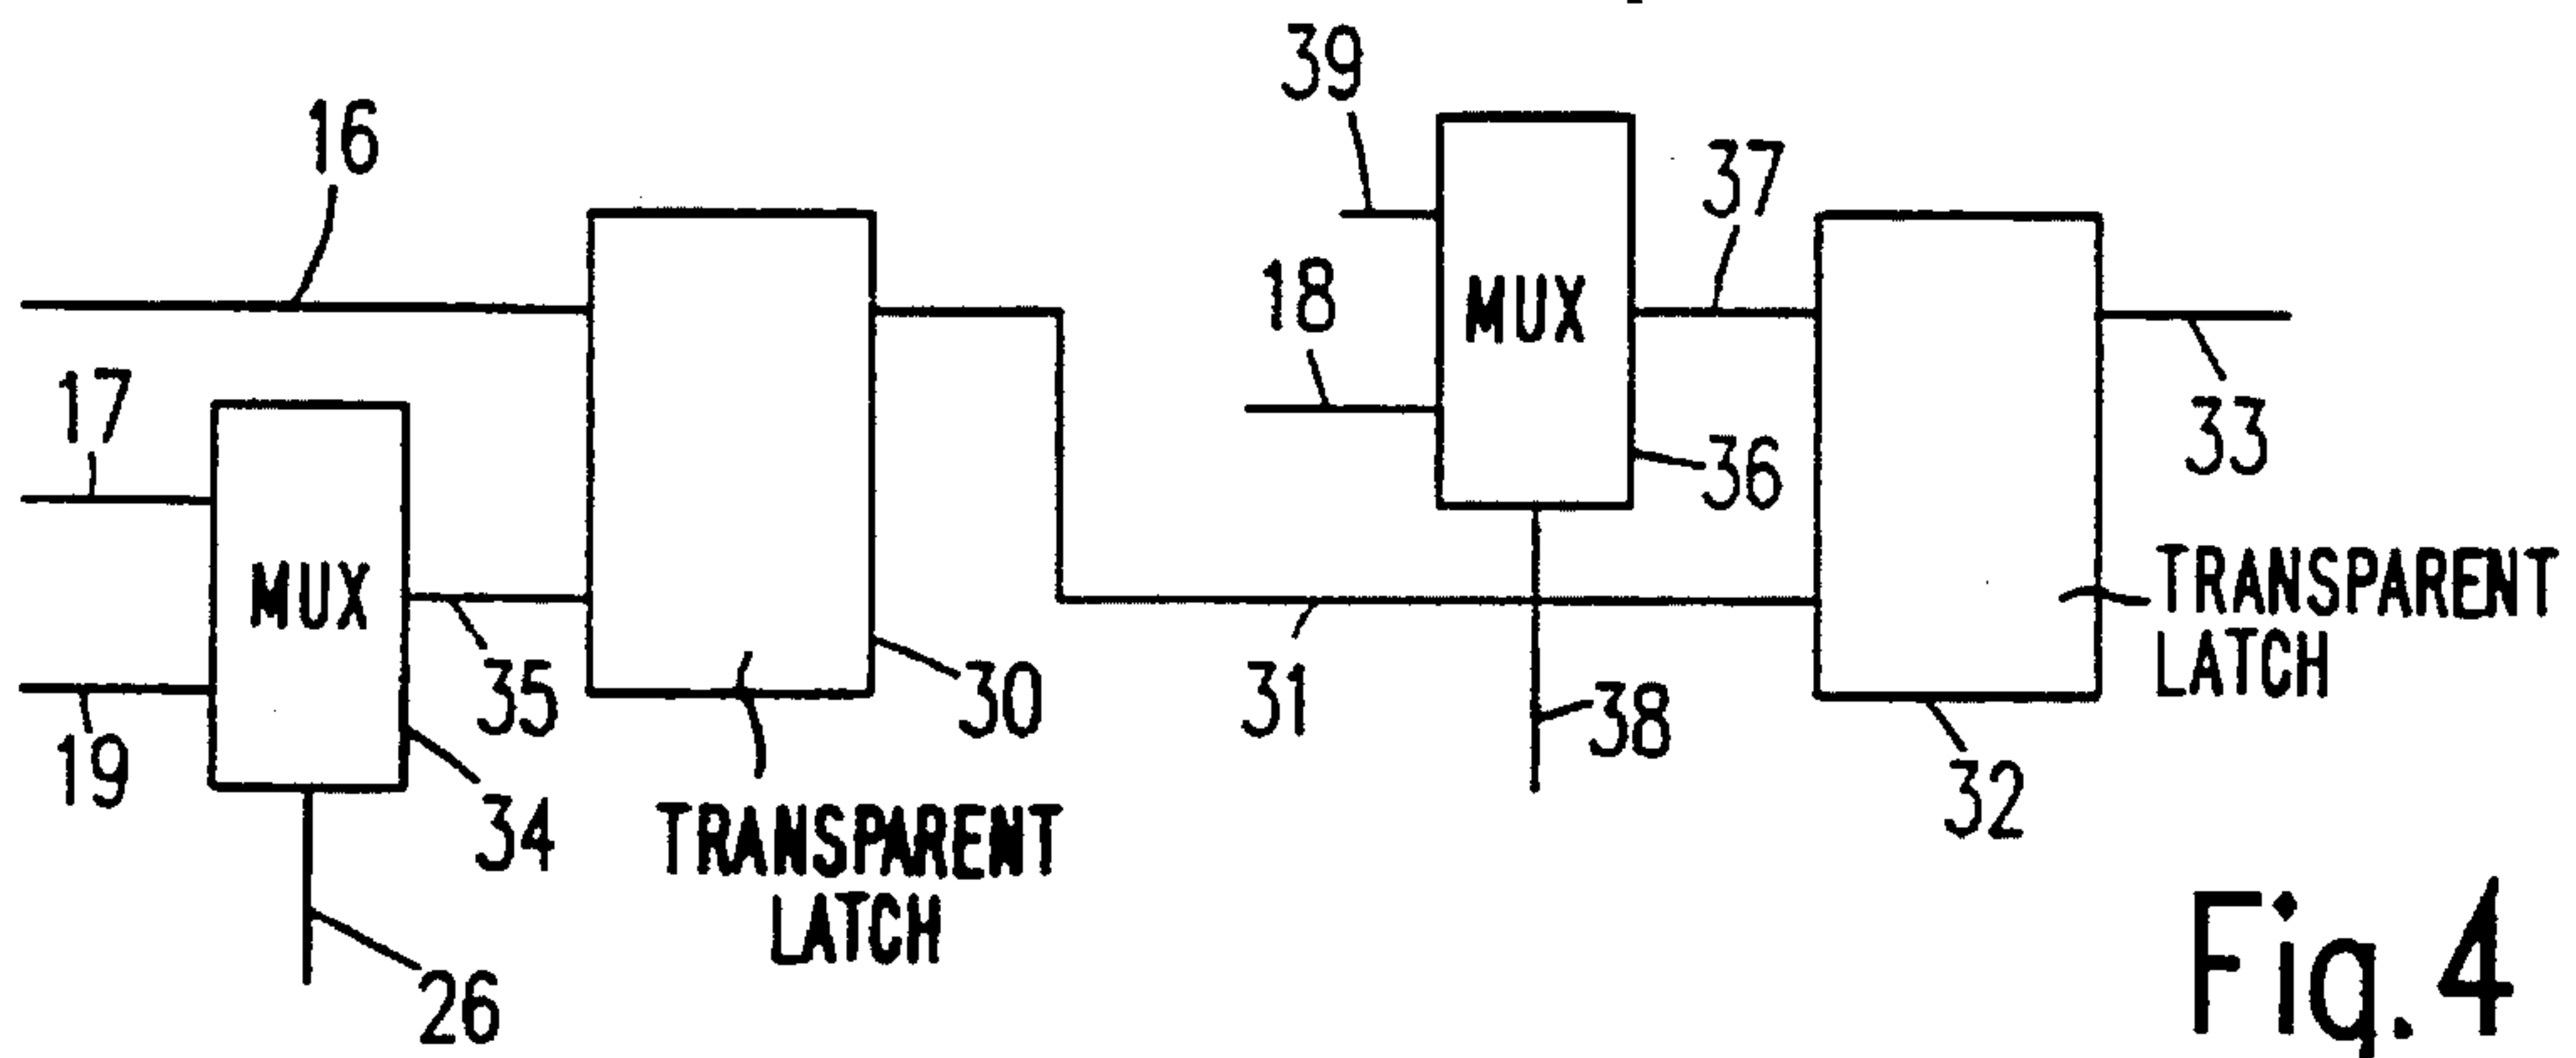 39
16
37
18
MUX
17
33
36
MUX
TRANSPARENT
LATCH
35
30
31
38
19
34
32
TRANSPARENT
LATCH
26
Fig. 4